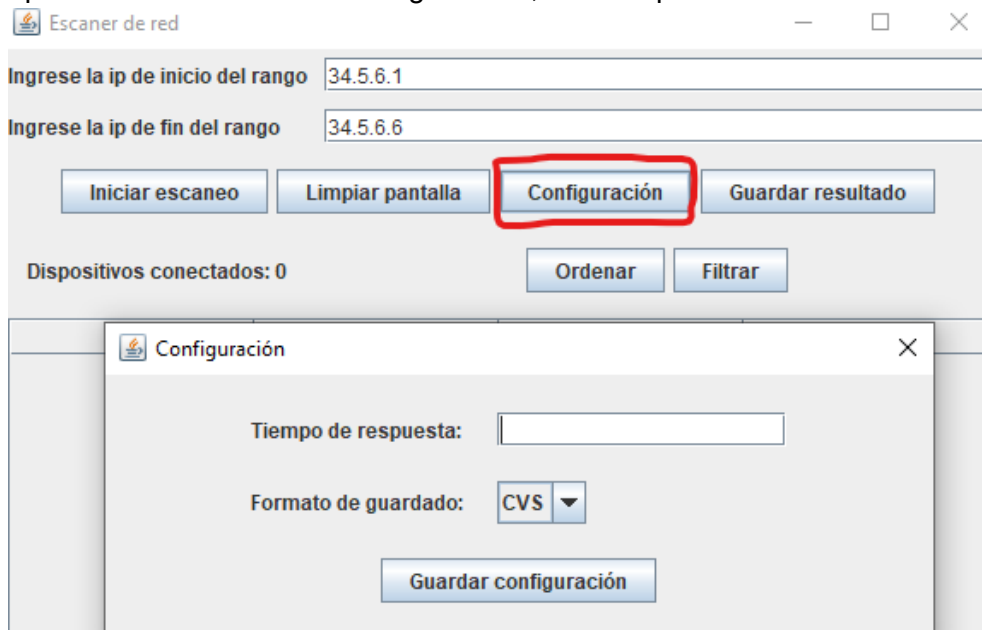 Escaner de red
Ingrese la ip de inicio del rango 34.5.6.1
Ingrese la ip de fin del rango 34.5.6.6
Iniciar escaneo Limpiar pantalla Configuración Guardar resultado
Dispositivos conectados: 0 Ordenar Filtrar
Configuración
Tiempo de respuesta:
Formato de guardado: CVS
Guardar configuración